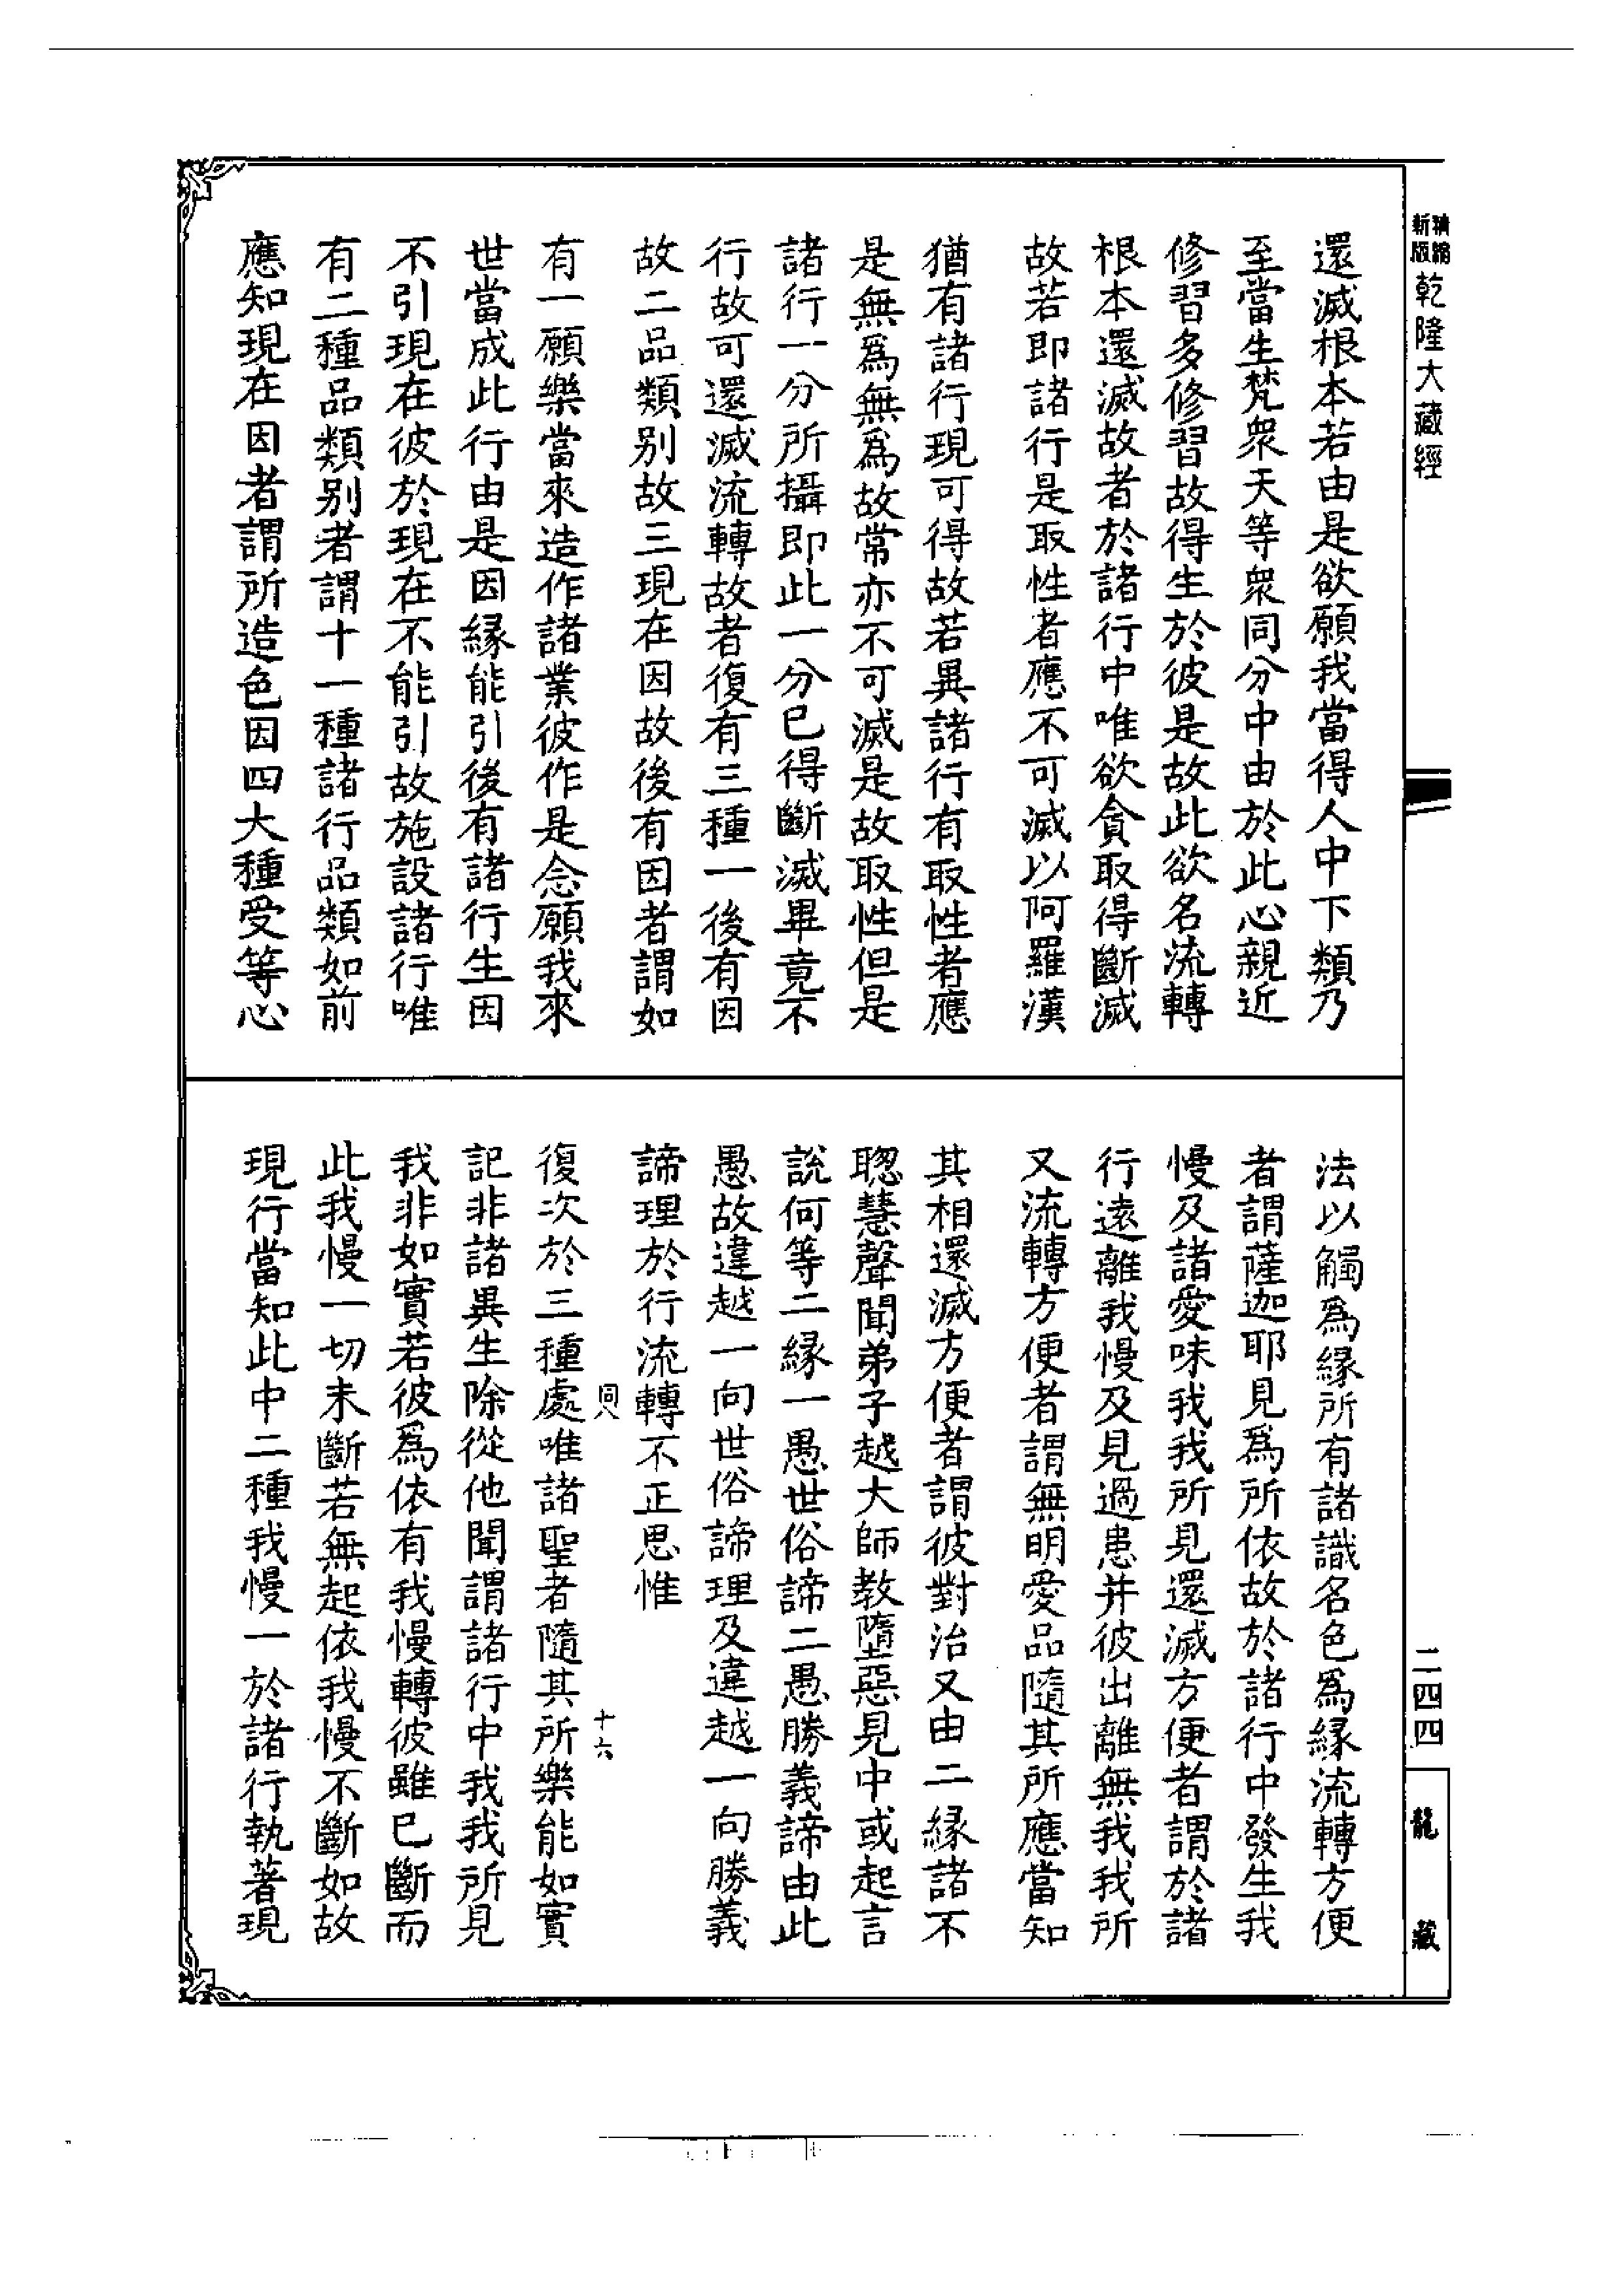 精編
新版
乾隆大藏經
還滅根本若由是欲願我當得人中下類乃
至當生梵衆天等衆同分中由於此心親近
修習多修習故得生於彼是故此欲名流轉
根本還滅故者於諸行中唯欲貪取得斷滅
故若即諸行是取性者應不可滅以阿羅漢
猶有諸行現可得故若異諸行有取性者應
是無爲無爲故常亦不可滅是故取性但是
諸行一分所攝即此一分已得斷滅畢竟不
行故可還滅流轉故者復有三種一後有因
故二品類别故三現在因故後有因者謂如
有一願樂當來造作諸業彼作是念願我來
世當成此行由是因緣能引後有諸行生因
不引現在彼於現在不能引故施設諸行唯
有二種品類别者謂十一種諸行品類如前
應知現在因者謂所造色因四大種受等心
法以觸爲緣所有諸識名色爲緣流轉方便
者謂薩迦耶見爲所依故於諸行中發生我
慢及諸愛味我我所見還滅方便者謂於諸
行遠離我慢及見過患并彼出離無我我所
又流轉方便者謂無明愛品隨其所應當知
其相還滅方便者謂彼對治又由二緣諸不
聰慧聲聞弟子越大師教墮惡見中或起言
說何等二緣一愚世俗諦二愚勝義諦由此
愚故違越一向世俗諦理及違越一向勝義
諦理於行流轉不正思惟
同八
十六
復次於三種處唯諸聖者隨其所樂能如實
記非諸異生除從他聞謂諸行中我我所見
我非如實若彼爲依有我慢轉彼雖已斷而
此我慢一切未斷若無起依我慢不斷如故
現行當知此中二種我慢一於諸行執著現
二四四
龍
藏